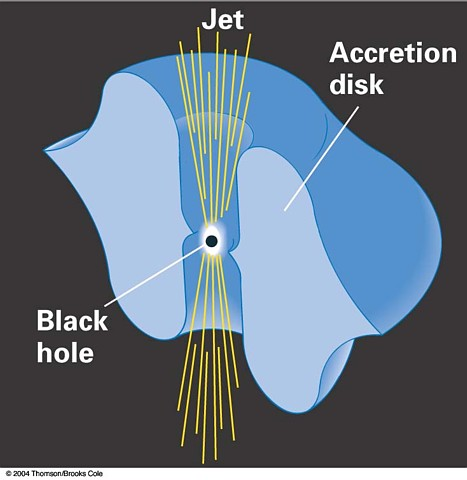 Jet
Accretion
disk
Black
hole
© 2004 Thomson/Brooks Cole